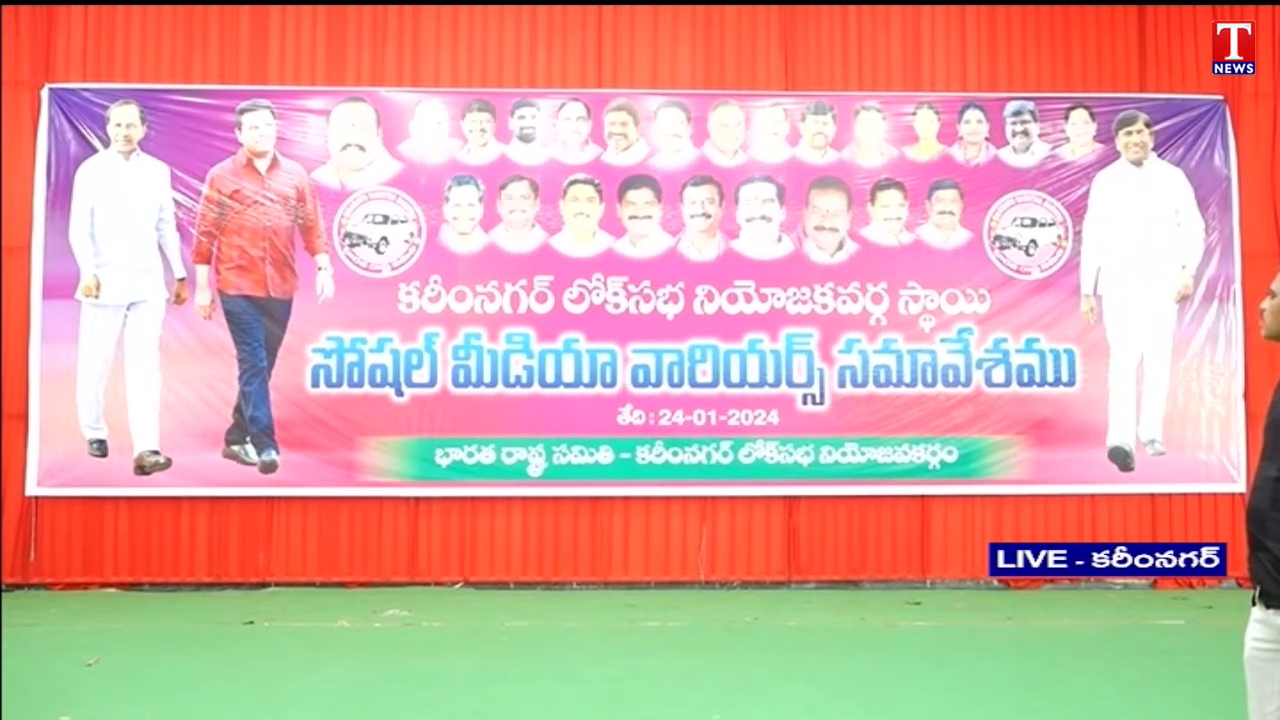 T
NEWS
కరీంనగర్ లోక్‌సభ నియోజకవర్గ స్థాయి
సోషల్ మీడియా వారియర్స్ సమావేశము
తేది : 24-01-2024
భారత రాష్ట్ర సమితి - కరీంనగర్ లోక్‌సభ నియోజవకర్గం
LIVE - కరీంనగర్